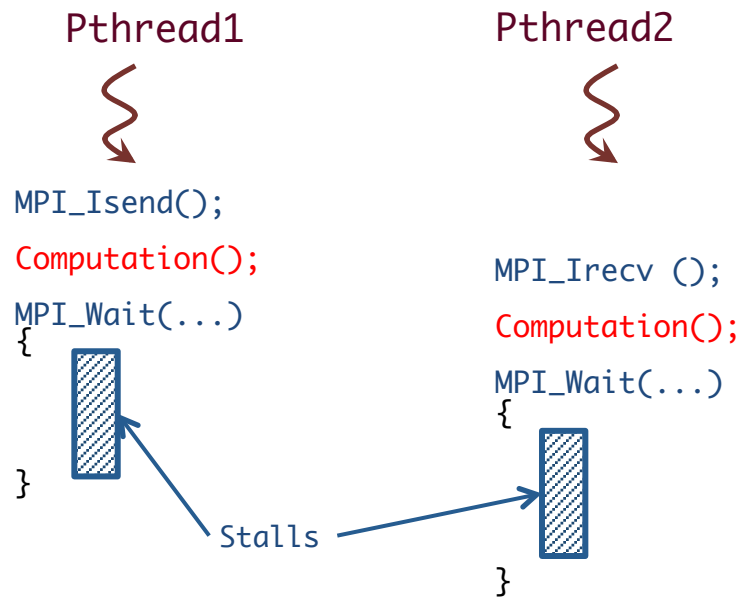 Pthread1
MPI_Isend();
Computation();
MPI_Wait(...)
{
}
Pthread2
MPI_Irecv ();
Computation();
MPI_Wait(...)
{
}
Stalls